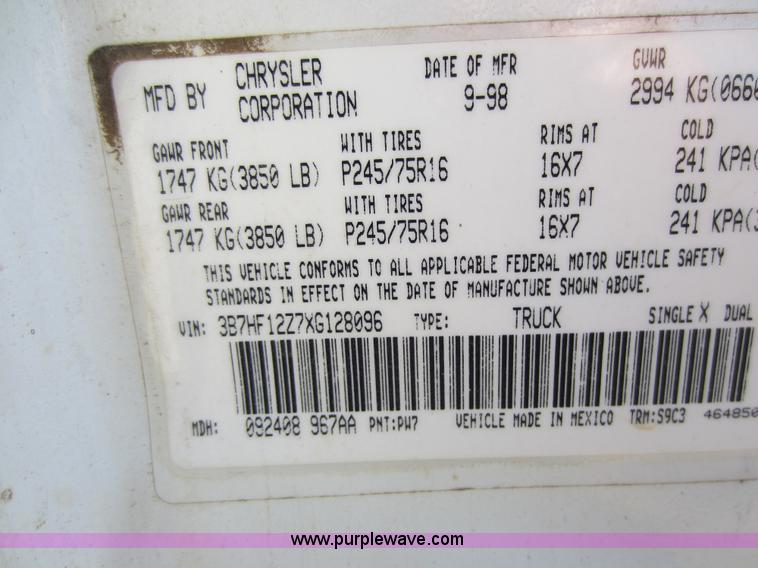 MFD BY CHRYSLER CORPORATION DATE OF MFR 9-98 GVWR 2994 KG(0660
GAWR FRONT WITH TIRES RIMS AT COLD
1747 KG(3850 LB) P245/75R16 16X7 241 KPA(
GAWR REAR WITH TIRES RIMS AT COLD
1747 KG(3850 LB) P245/75R16 16X7 241 KPA(3
THIS VEHICLE CONFORMS TO ALL APPLICABLE FEDERAL MOTOR VEHICLE SAFETY
STANDARDS IN EFFECT ON THE DATE OF MANUFACTURE SHOWN ABOVE.
VIN: 3B7HF12Z7XG128096 TYPE: TRUCK SINGLE X DUAL
MDH: 092408 967AA PNT:PW7 VEHICLE MADE IN MEXICO TRM:S9C3 464850
www.purplewave.com